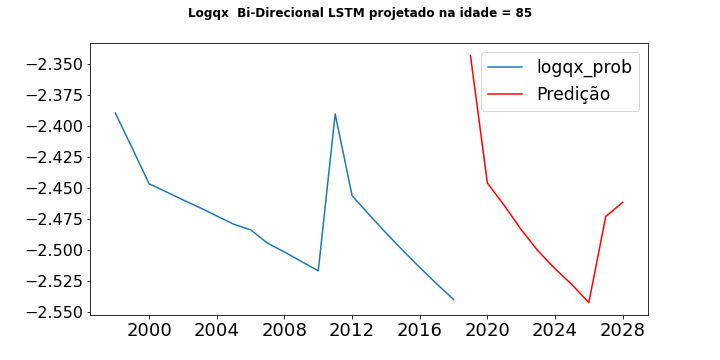 Logqx  Bi-Direcional LSTM projetado na idade = 85
logqx_prob
Predição
−2.350
−2.375
−2.400
−2.425
−2.450
−2.475
−2.500
−2.525
−2.550
2000 2004 2008 2012 2016 2020 2024 2028